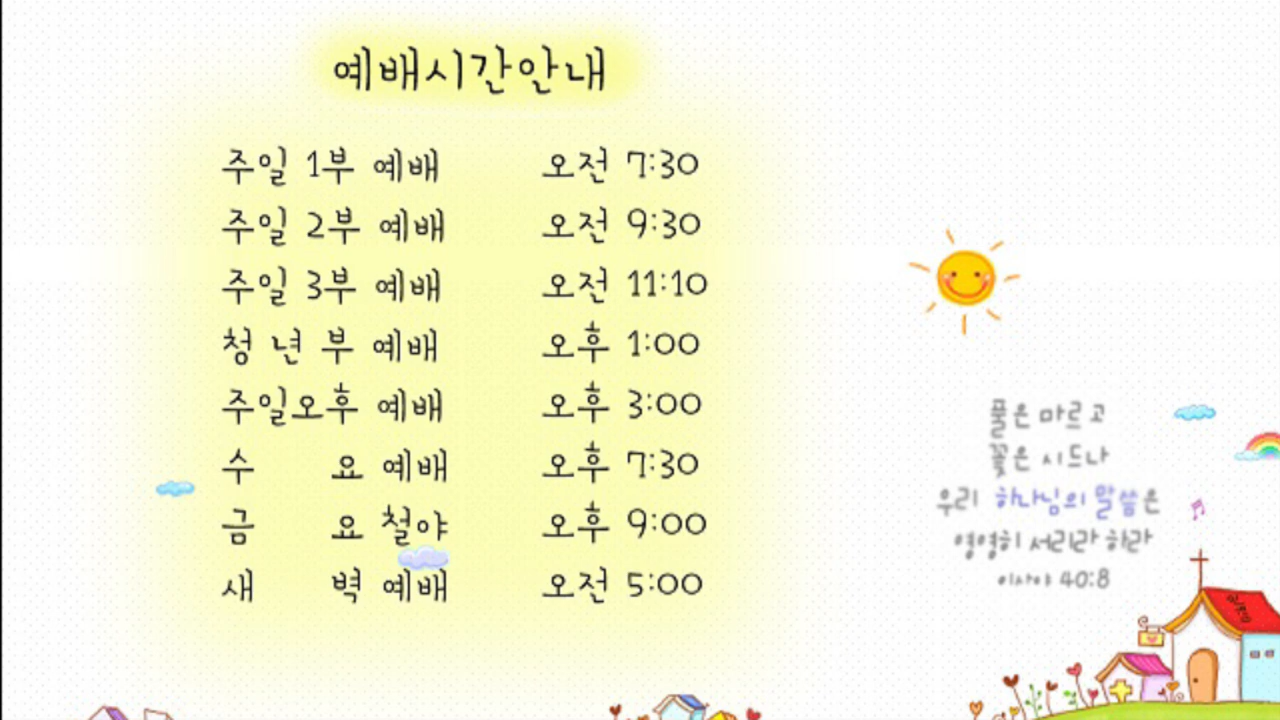 예배시간안내
주일 1부 예배 오전 7:30
주일 2부 예배 오전 9:30
주일 3부 예배 오전 11:10
청 년 부 예배 오후 1:00
주일오후 예배 오후 3:00
수 요 예배 오후 7:30
금 요 철야 오후 9:00
새 벽 예배 오전 5:00
풀은 마르고
꽃은 시드나
우리 하나님의 말씀은
영영히 서리라 하라
이사야 40:8